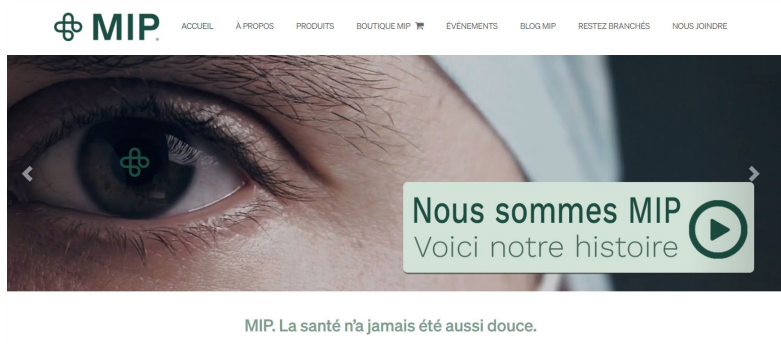 MIP.
ACCUEIL À PROPOS PRODUITS BOUTIQUE MIP ÉVÉNEMENTS BLOG MIP RESTEZ BRANCHÉS NOUS JOINDRE
Nous sommes MIP
Voici notre histoire
MIP. La santé n'a jamais été aussi douce.